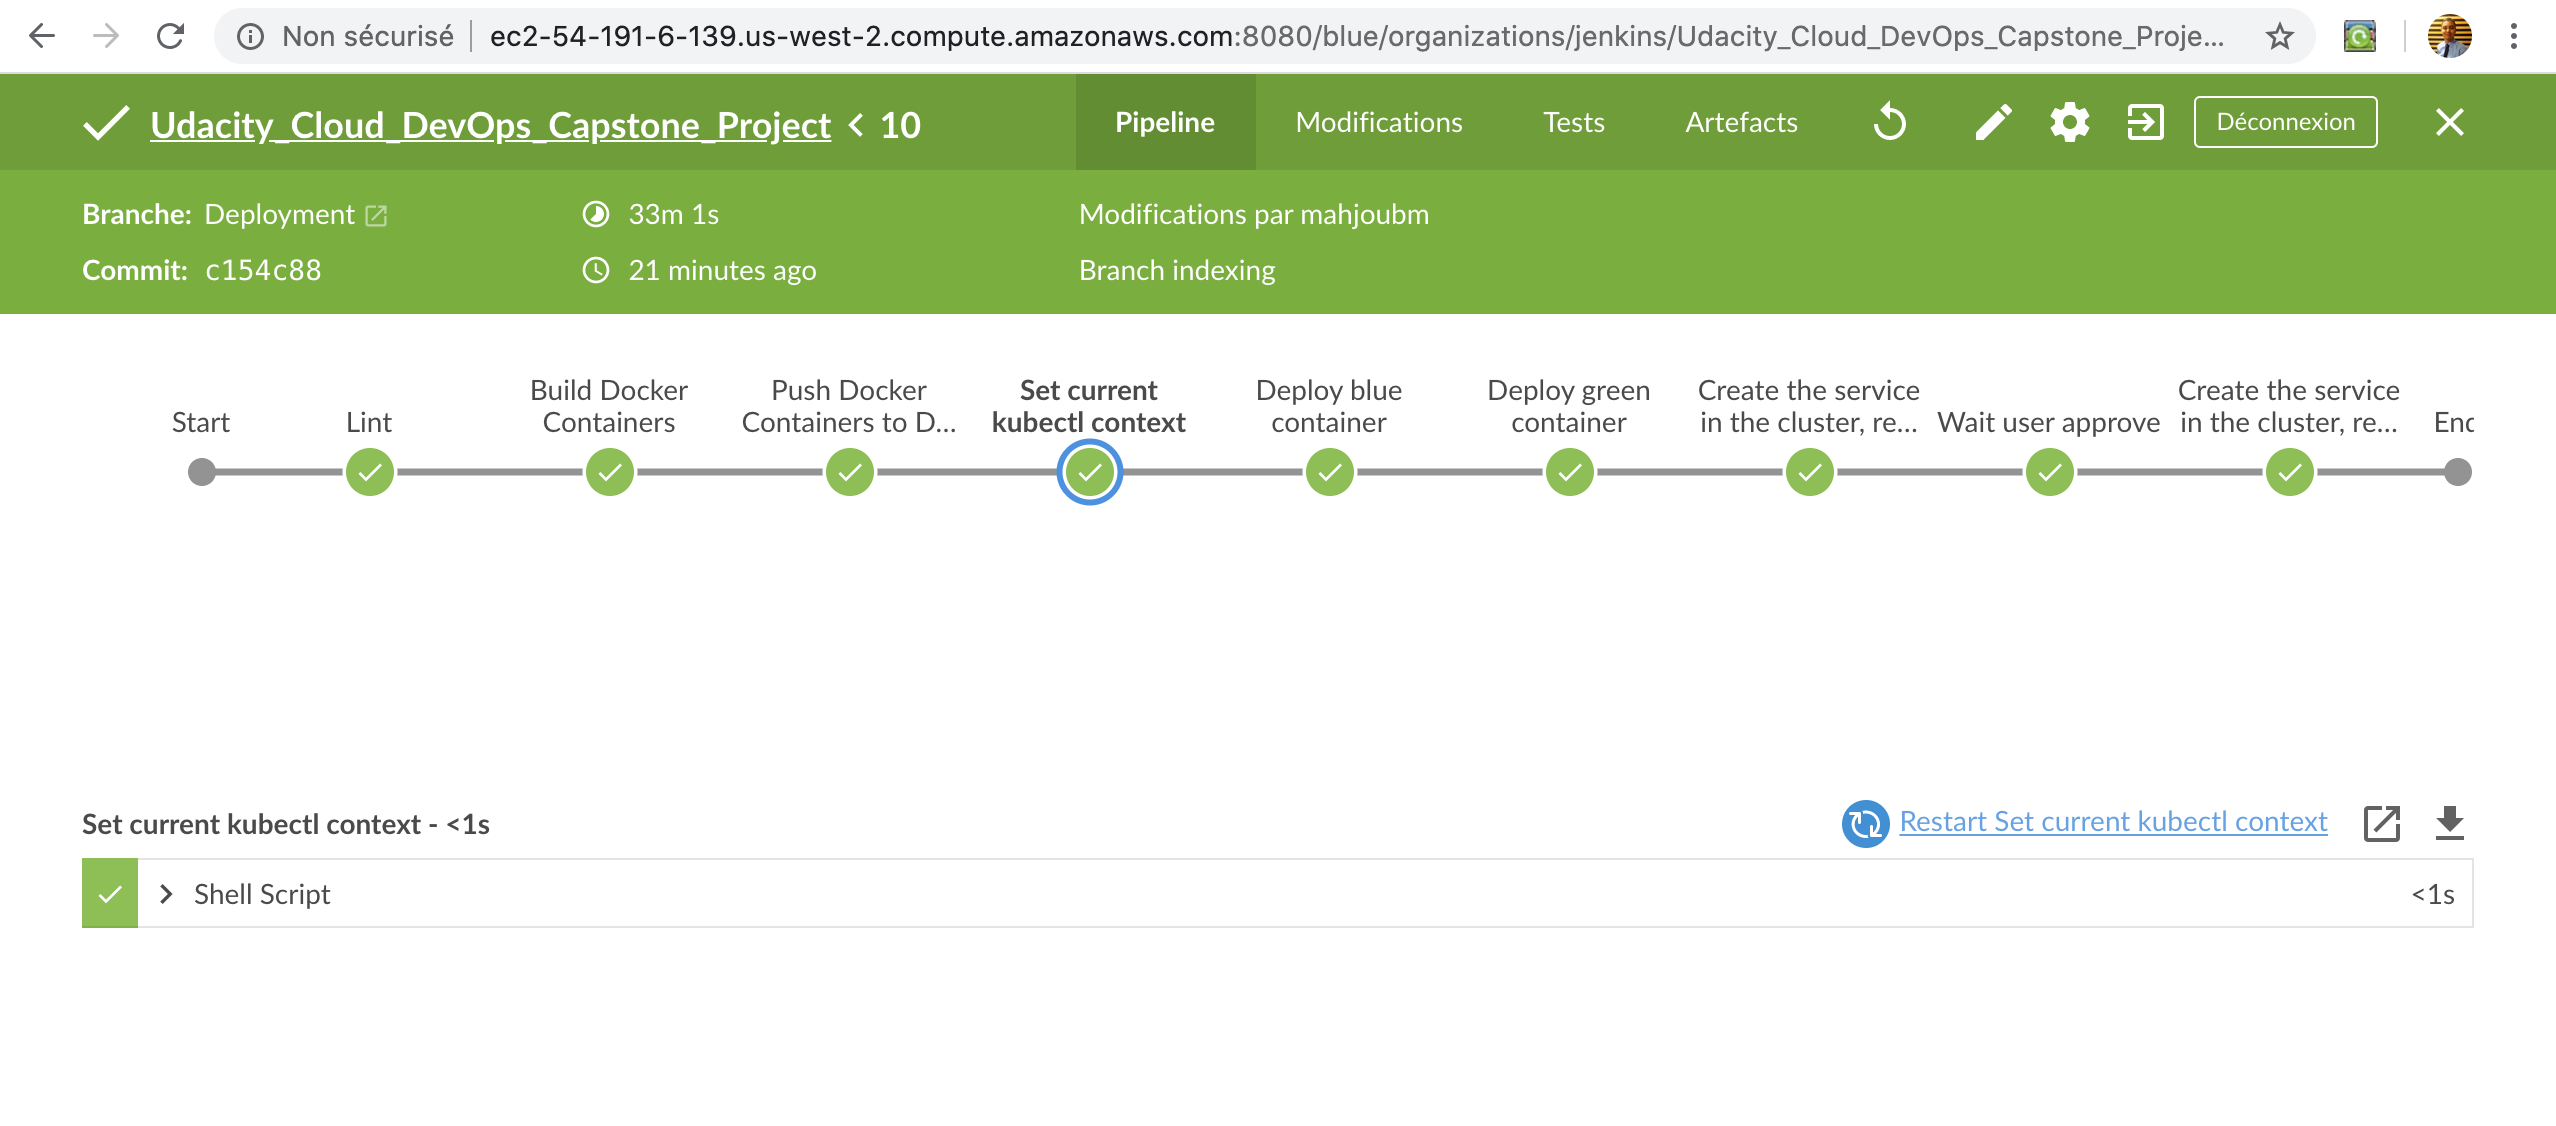 Non sécurisé ec2-54-191-6-139.us-west-2.compute.amazonaws.com:8080/blue/organizations/jenkins/Udacity_Cloud_DevOps_Capstone_Proje...
Udacity_Cloud_DevOps_Capstone_Project < 10
Pipeline Modifications Tests Artefacts Déconnexion
Branche: Deployment
33m 1s
Modifications par mahjoubm
Commit: c154c88
21 minutes ago
Branch indexing
Start
Lint
Build Docker
Containers
Push Docker
Containers to D...
Set current
kubectl context
Deploy blue
container
Deploy green
container
Create the service
in the cluster, re...
Wait user approve
Create the service
in the cluster, re...
Set current kubectl context - <1s
Restart Set current kubectl context
Shell Script
<1s